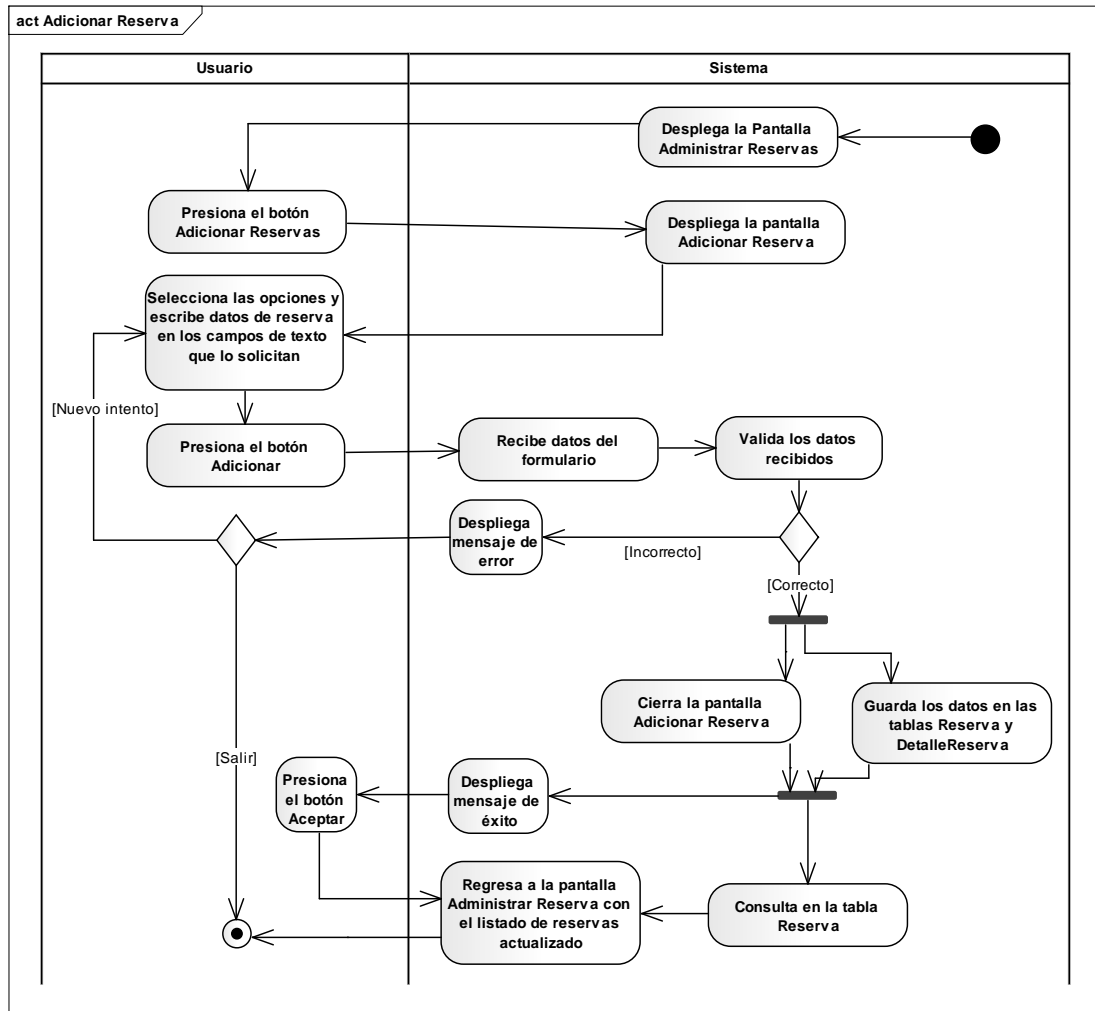 act Adicionar Reserva
Usuario
Sistema
Desplega la Pantalla
Administrar Reservas
Presiona el botón
Adicionar Reservas
Despliega la pantalla
Adicionar Reserva
Selecciona las opciones y
escribe datos de reserva
en los campos de texto
que lo solicitan
[Nuevo intento]
Presiona el botón
Adicionar
Recibe datos del
formulario
Valida los datos
recibidos
Despliega
mensaje de
error
[Incorrecto]
[Correcto]
Cierra la pantalla
Adicionar Reserva
Guarda los datos en las
tablas Reserva y
DetalleReserva
[Salir]
Presiona
el botón
Aceptar
Despliega
mensaje de
éxito
Regresa a la pantalla
Administrar Reserva con
el listado de reservas
actualizado
Consulta en la tabla
Reserva